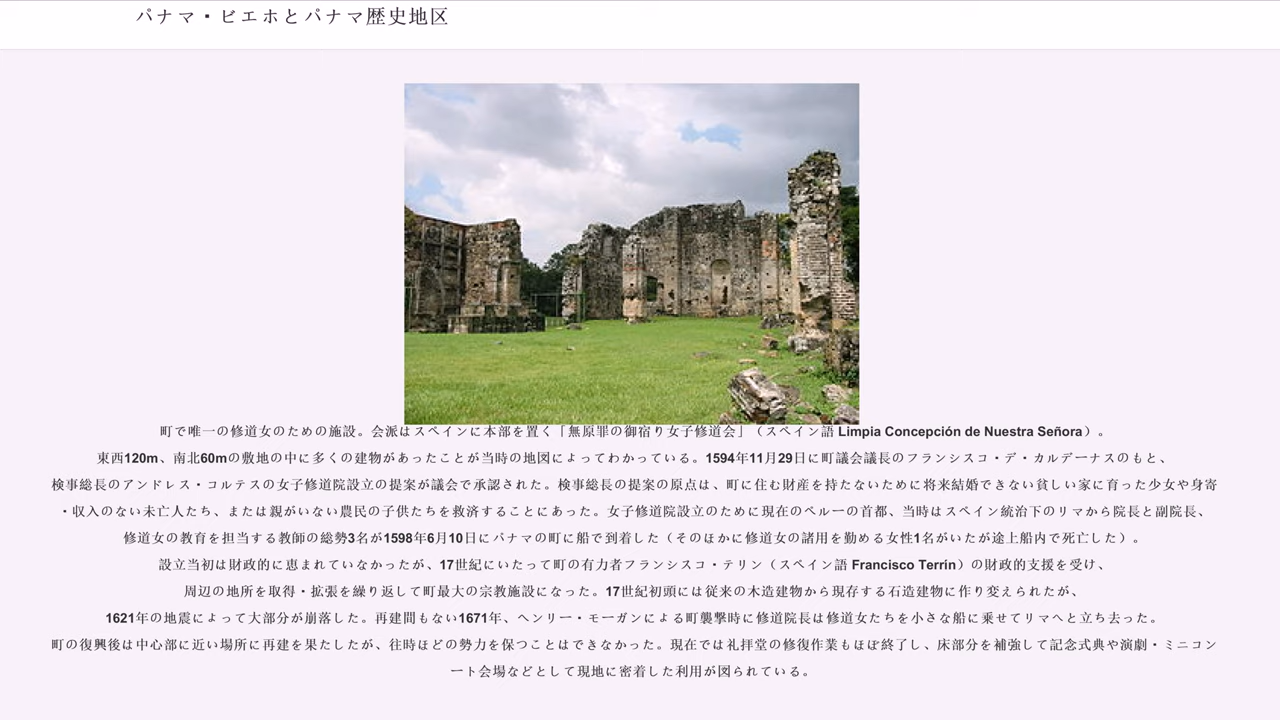 パナマ・ビエホとパナマ歴史地区
町で唯一の修道女のための施設。会派はスペインに本部を置く「無原罪の御宿り女子修道会」（スペイン語 Limpia Concepción de Nuestra Señora）。
東西120m、南北60mの敷地の中に多くの建物があったことが当時の地図によってわかっている。1594年11月29日に町議会議長のフランシスコ・デ・カルデーナスのもと、
検事総長のアンドレス・コルテスの女子修道院設立の提案が議会で承認された。検事総長の提案の原点は、町に住む財産を持たないために将来結婚できない貧しい家に育った少女や身寄
・収入のない未亡人たち、または親がいない農民の子供たちを救済することにあった。女子修道院設立のために現在のペルーの首都、当時はスペイン統治下のリマから院長と副院長、
修道女の教育を担当する教師の総勢3名が1598年6月10日にパナマの町に船で到着した（そのほかに修道女の諸用を勤める女性1名がいたが途上船内で死亡した）。
設立当初は財政的に恵まれていなかったが、17世紀にいたって町の有力者フランシスコ・テリン（スペイン語 Francisco Terrín）の財政的支援を受け、
周辺の地所を取得・拡張を繰り返して町最大の宗教施設になった。17世紀初頭には従来の木造建物から現存する石造建物に作り変えられたが、
1621年の地震によって大部分が崩落した。再建間もない1671年、ヘンリー・モーガンによる町襲撃時に修道院長は修道女たちを小さな船に乗せてリマへと立ち去った。
町の復興後は中心部に近い場所に再建を果たしたが、往時ほどの勢力を保つことはできなかった。現在では礼拝堂の修復作業もほぼ終了し、床部分を補強して記念式典や演劇・ミニコン
ート会場などとして現地に密着した利用が図られている。